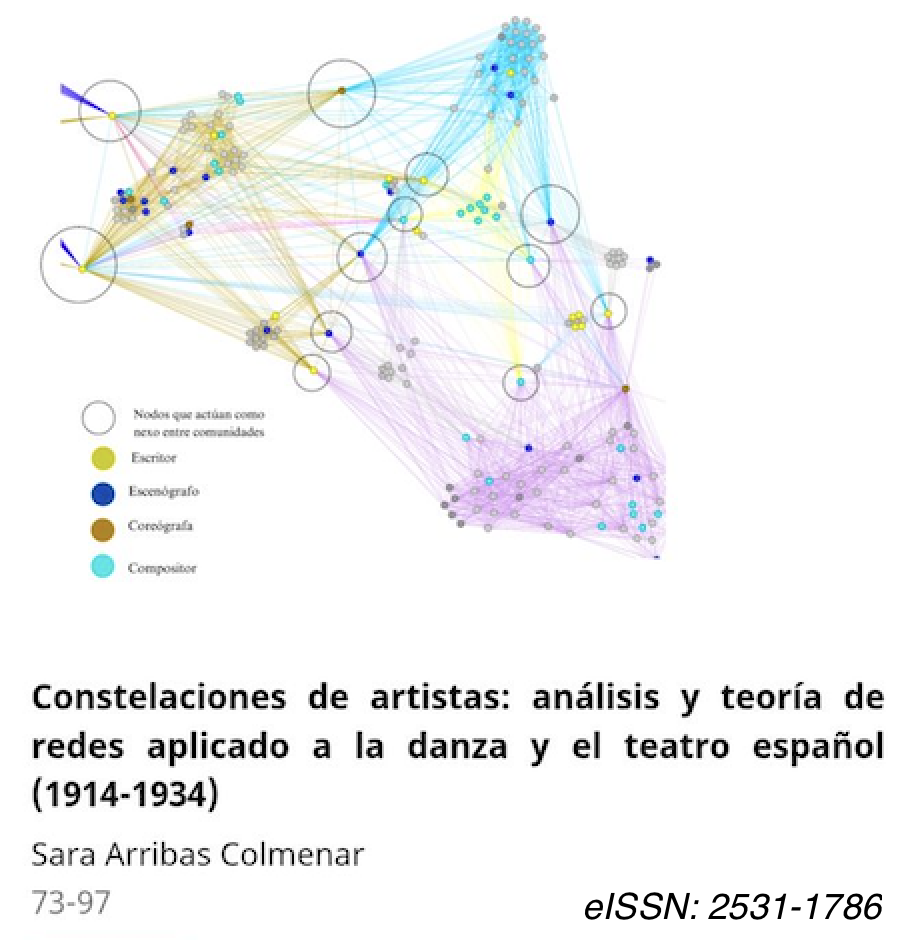 Nodos que actúan como
nexo entre comunidades
Escritor
Escenógrafo
Coreógrafa
Compositor
Constelaciones de artistas: análisis y teoría de
redes aplicado a la danza y el teatro español
(1914-1934)
Sara Arribas Colmenar
73-97
eISSN: 2531-1786